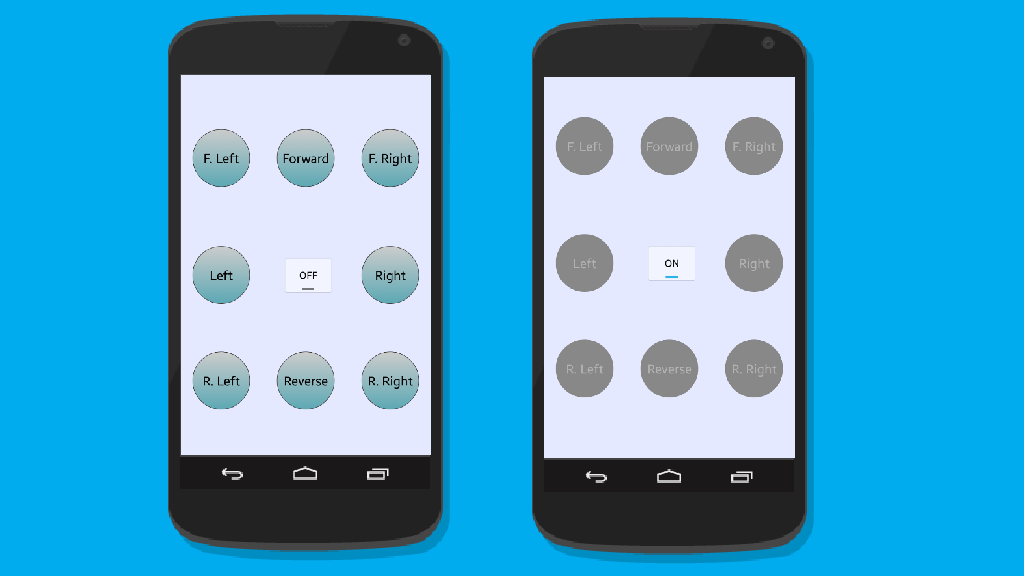 F. Left Forward F. Right
Left OFF Right
R. Left Reverse R. Right
F. Left Forward F. Right
Left ON Right
R. Left Reverse R. Right